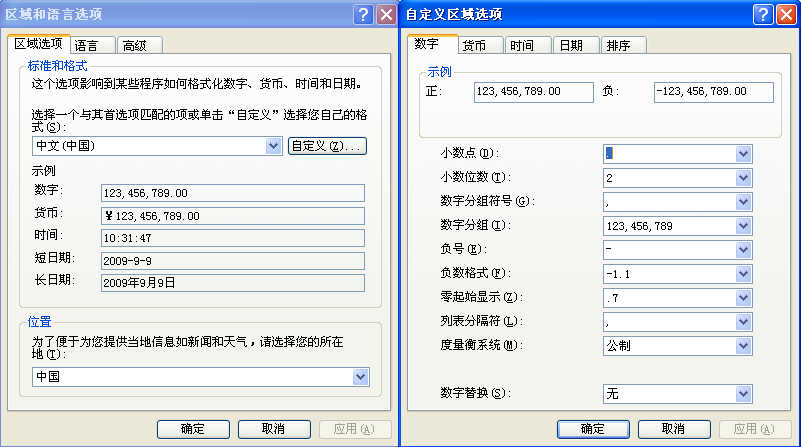 区域和语言选项
区域选项 语言 高级
标准和格式
这个选项影响到某些程序如何格式化数字、货币、时间和日期。
选择一个与其首选项匹配的项或单击“自定义”选择您自己的格
式(S):
中文(中国) 自定义(Z)...
示例
数字: 123,456,789.00
货币: ¥123,456,789.00
时间: 10:31:47
短日期: 2009-9-9
长日期: 2009年9月9日
位置
为了便于为您提供当地信息如新闻和天气,请选择您的所在
地(T):
中国
确定 取消 应用(A)
自定义区域选项
数字 货币 时间 日期 排序
示例
正: 123,456,789.00 负: -123,456,789.00
小数点(D): .
小数位数(T): 2
数字分组符号(G): ,
数字分组(I): 123,456,789
负号(E): -
负数格式(F): -1.1
零起始显示(Z): .7
列表分隔符(L): ,
度量衡系统(M): 公制
数字替换(S): 无
确定 取消 应用(A)